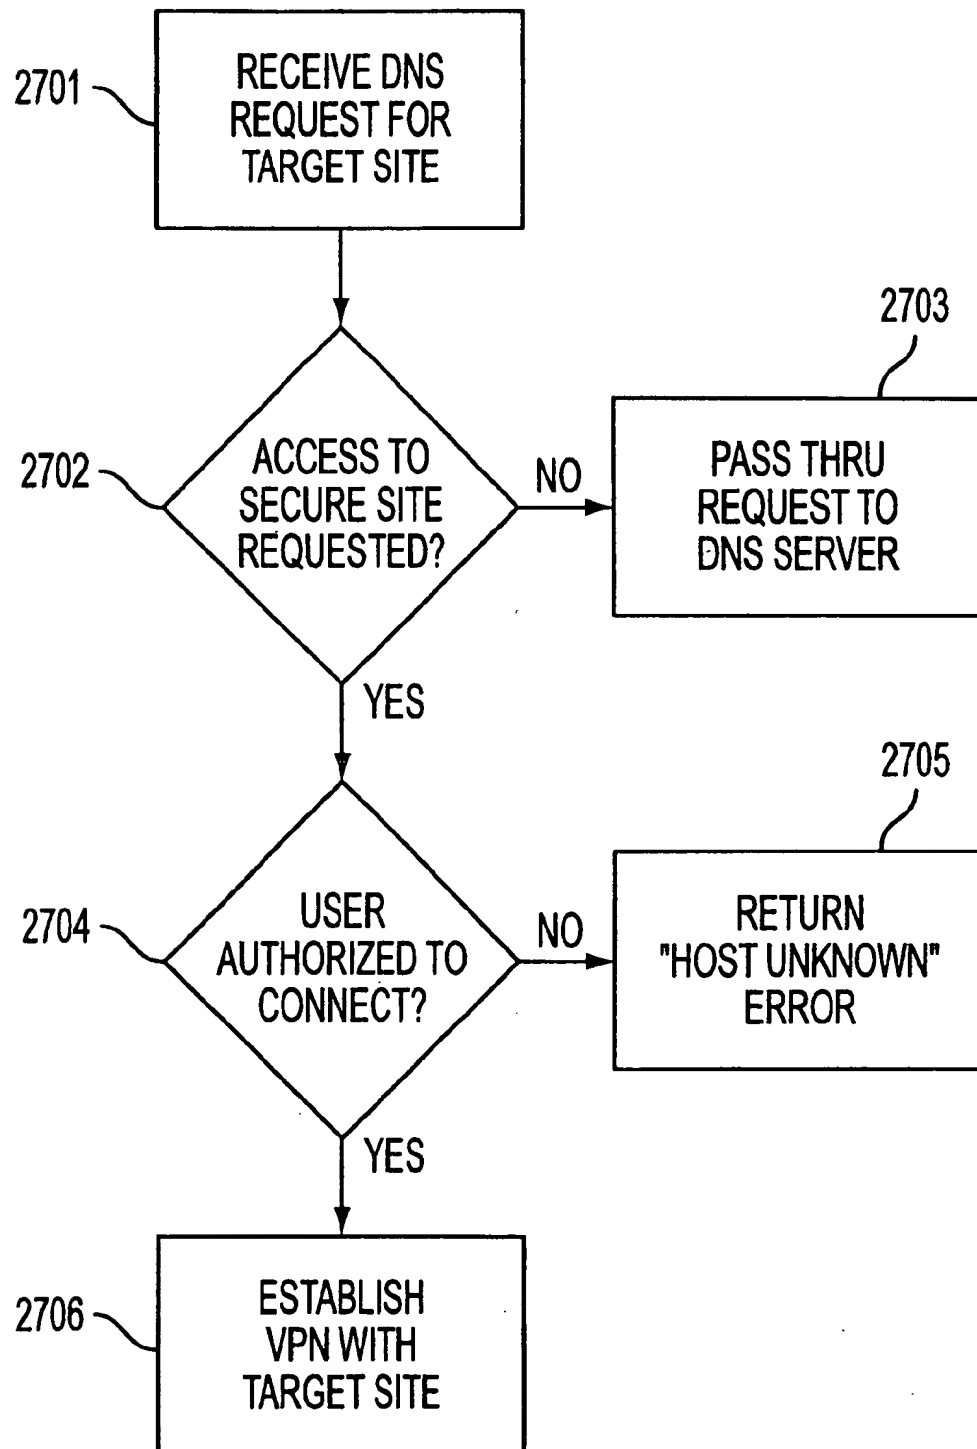 2701
RECEIVE DNS
REQUEST FOR
TARGET SITE
2702
ACCESS TO
SECURE SITE
REQUESTED?
NO
2703
PASS THRU
REQUEST TO
DNS SERVER
YES
2704
USER
AUTHORIZED TO
CONNECT?
NO
2705
RETURN
"HOST UNKNOWN"
ERROR
YES
2706
ESTABLISH
VPN WITH
TARGET SITE